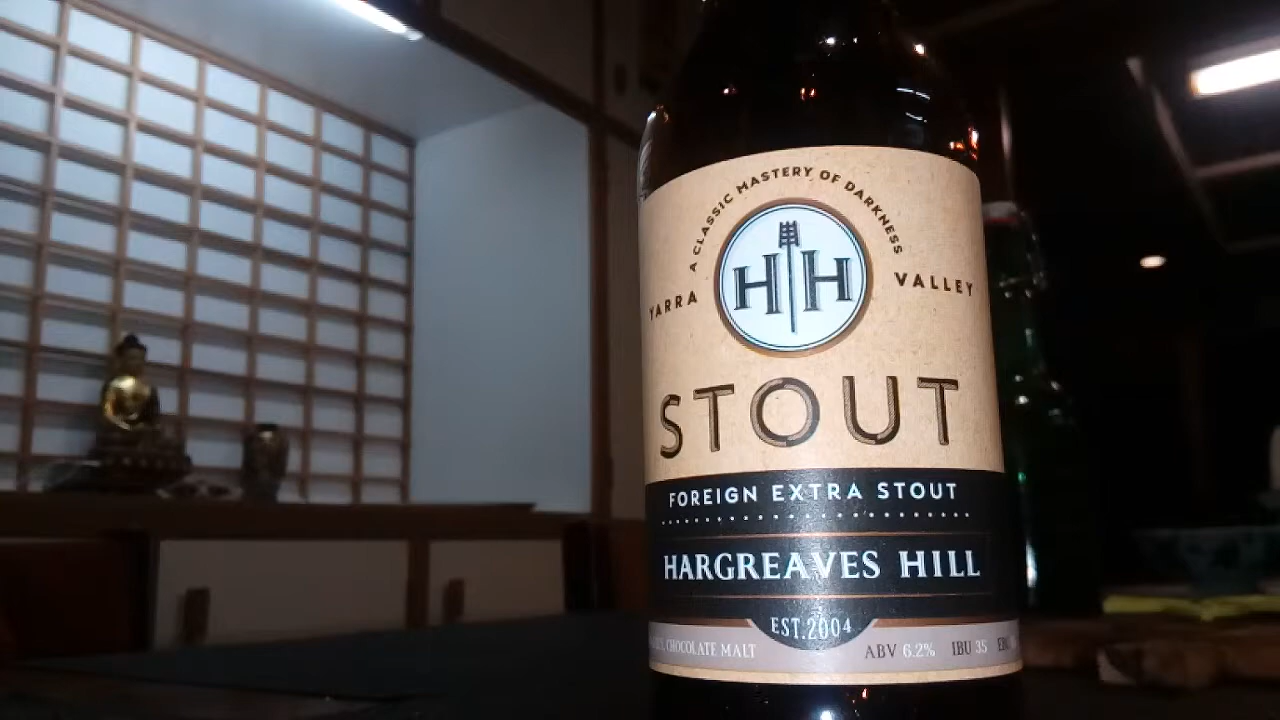 A CLASSIC MASTERY OF DARKNESS
YARRA VALLEY
HH
STOUT
FOREIGN EXTRA STOUT
HARGREAVES HILL
EST.2004
CHOCOLATE MALT
ABV 6.2% IBU 35